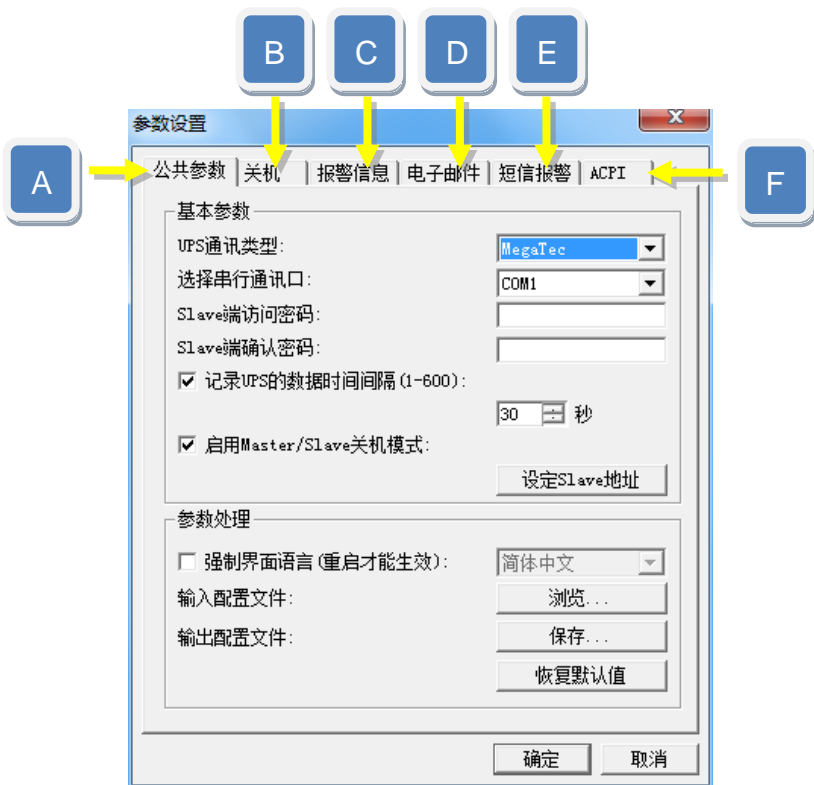 B C D E
参数设置 X
A F
公共参数 关机 报警信息 电子邮件 短信报警 ACPI
基本参数
UPS通讯类型: MegaTec
选择串行通讯口: COM1
Slave端访问密码:
Slave端确认密码:
记录UPS的数据时间间隔(1-600):
30 秒
启用Master/Slave关机模式:
设定Slave地址
参数处理
强制界面语言(重启才能生效): 简体中文
输入配置文件: 浏览...
输出配置文件: 保存...
恢复默认值
确定 取消